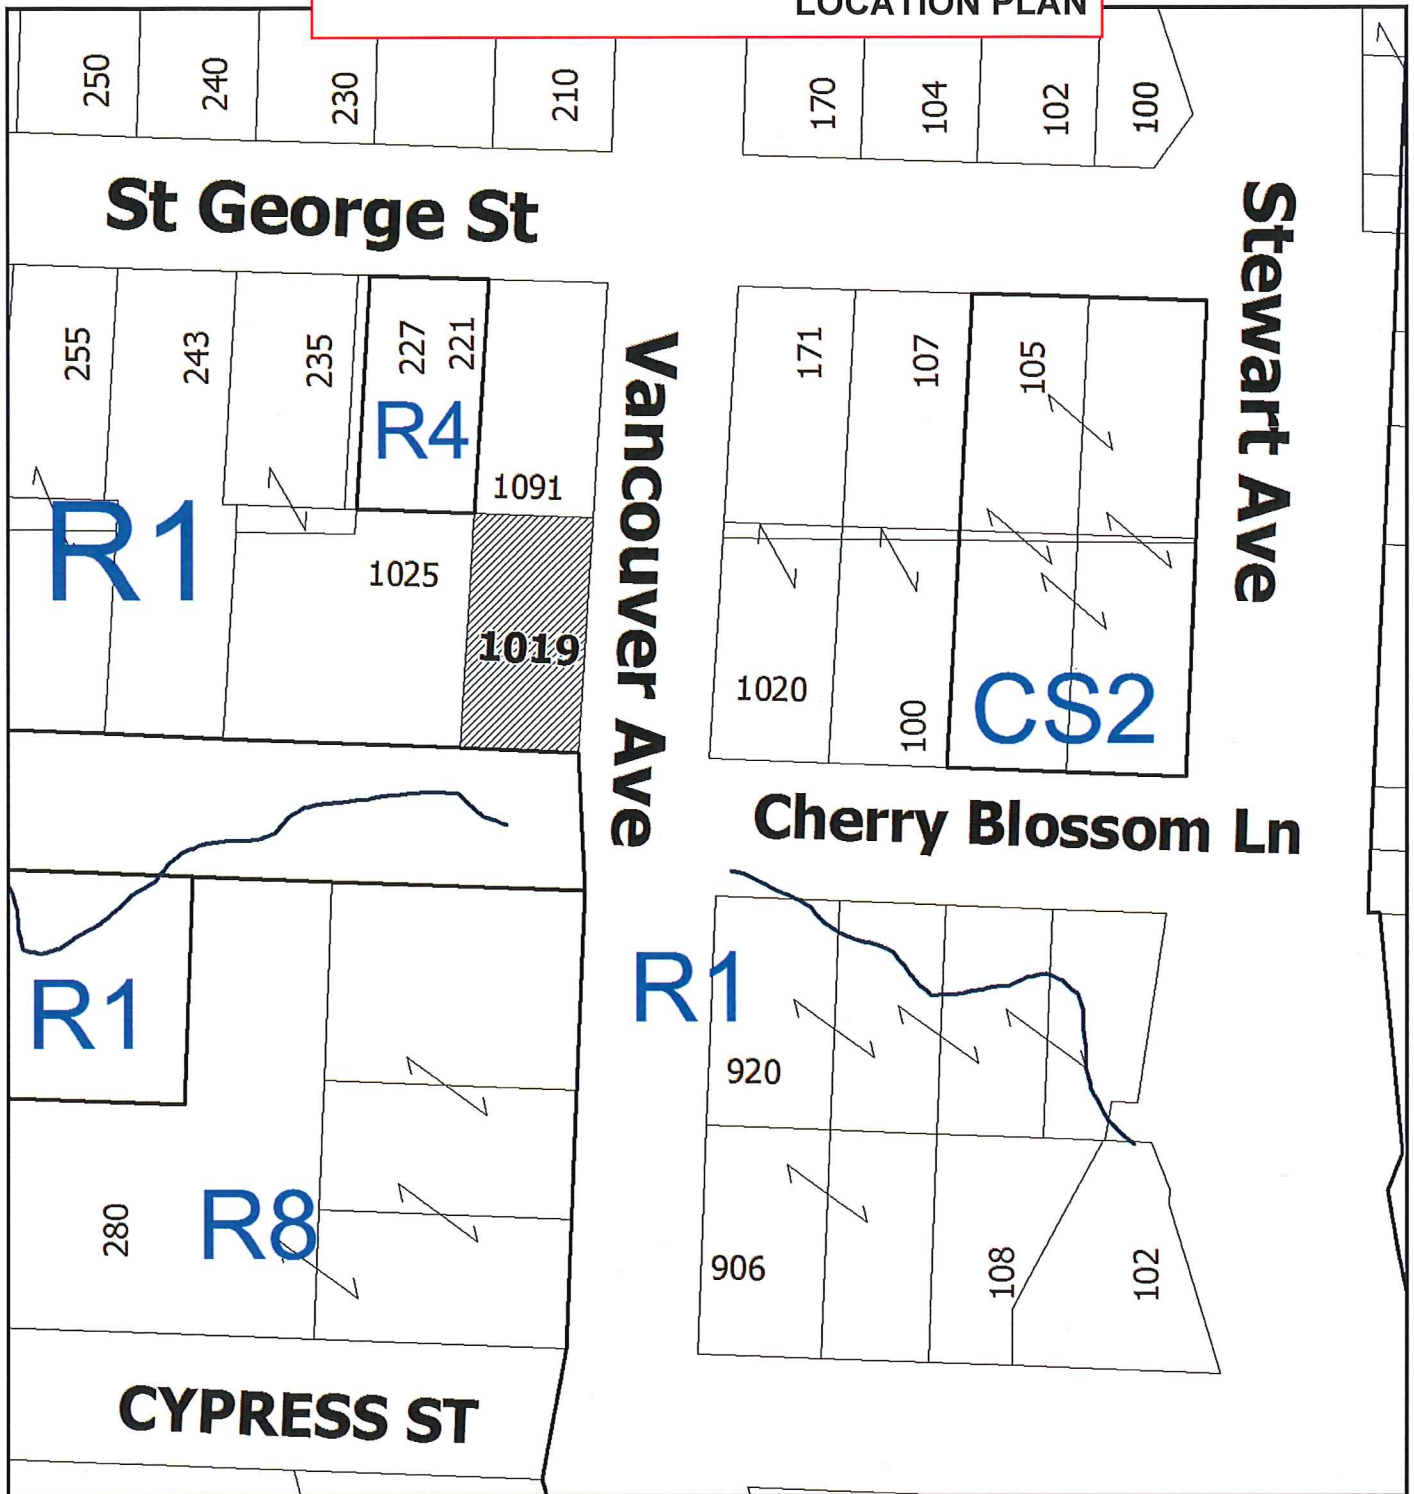 LOCATION PLAN
250
240
230
210
170
104
102
100
St George St
Stewart Ave
255
243
235
227
221
R4
1091
Vancouver Ave
171
107
105
R1
1025
1019
1020
100
CS2
Cherry Blossom Ln
R1
R1
920
280
R8
906
108
102
CYPRESS ST